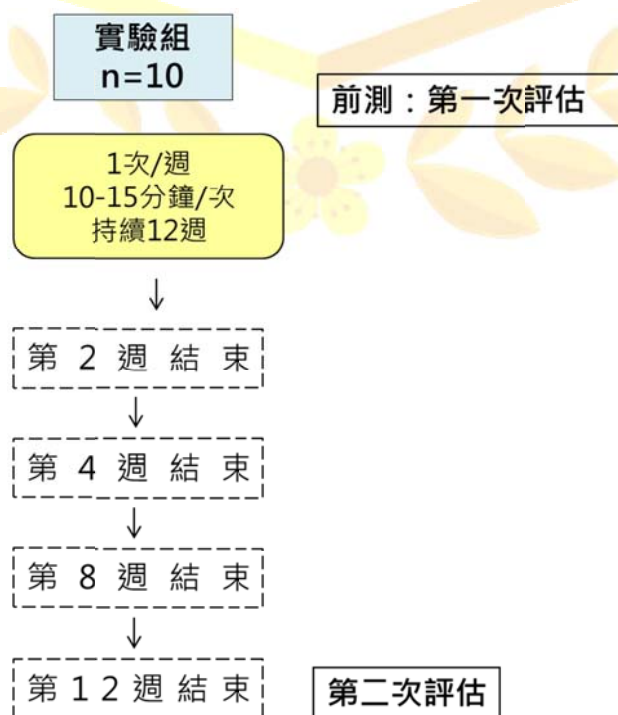 實驗組
n=10
前測：第一次評估
1次/週
10-15分鐘/次
持續12週
↓
第2週結束
↓
第4週結束
↓
第8週結束
↓
第12週結束
第二次評估